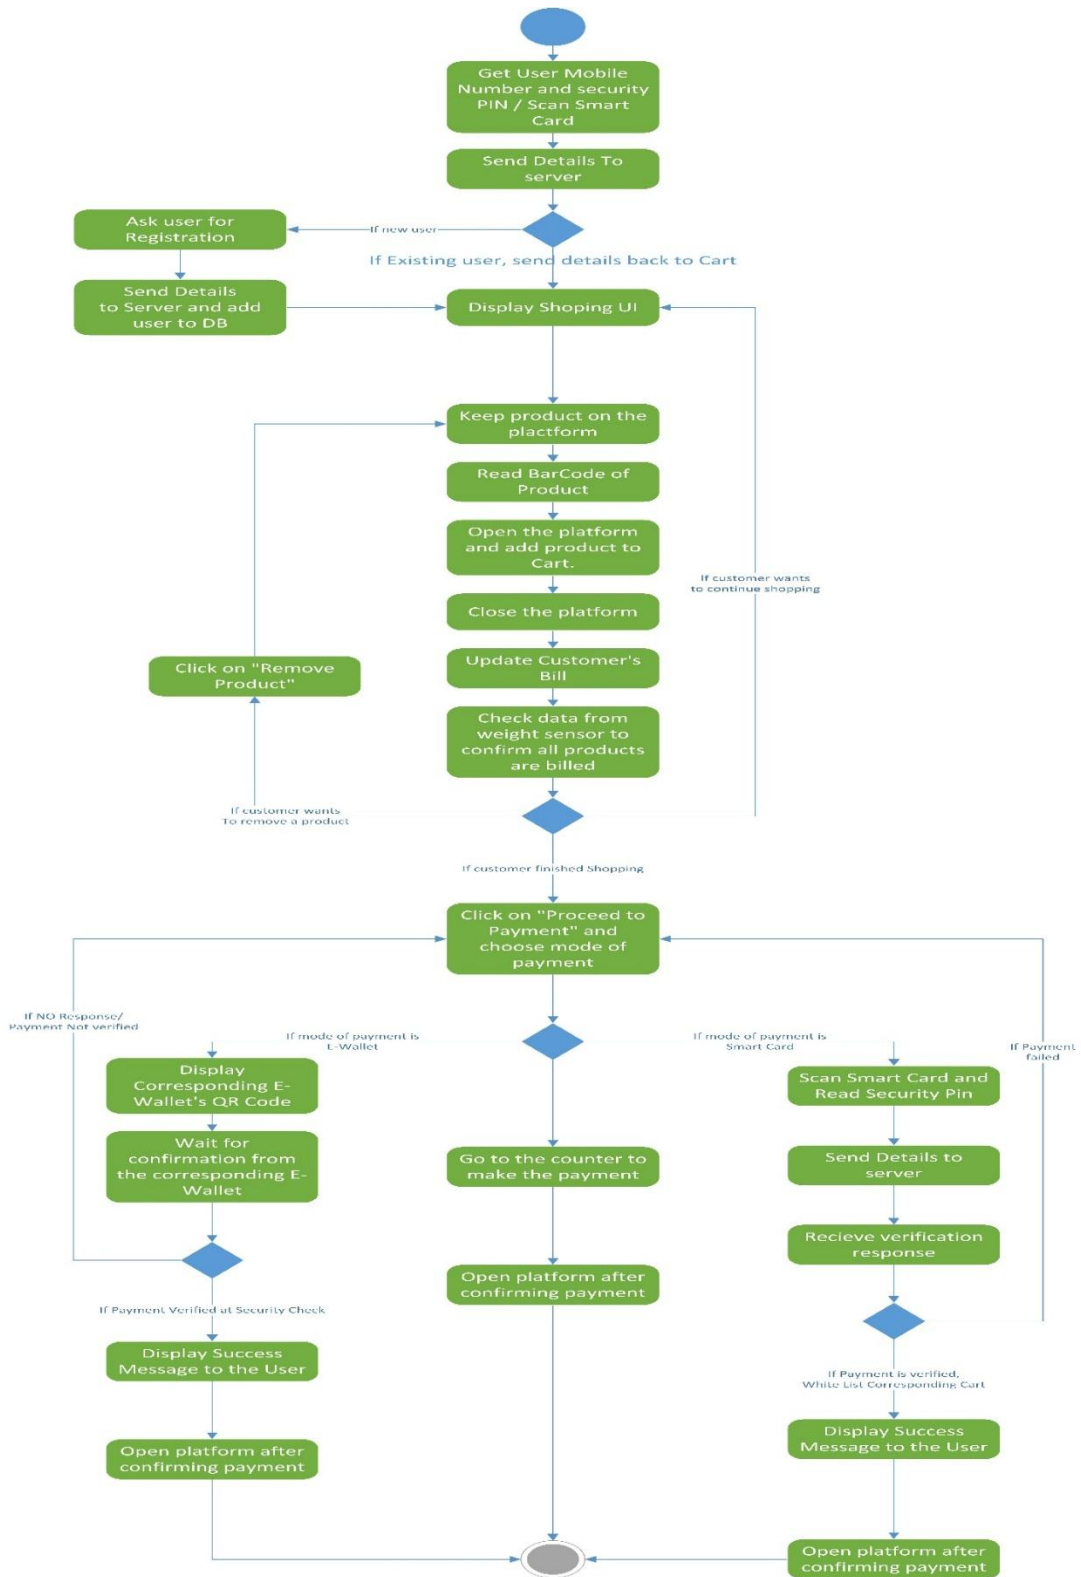 Get User Mobile
Number and security
PIN / Scan Smart
Card
Send Details To
server
Ask user for
Registration
If new user
If Existing user, send details back to Cart
Send Details
to Server and add
user to DB
Display Shoping UI
Keep product on the
plactform
Read BarCode of
Product
Open the platform
and add product to
Cart.
If customer wants
to continue shopping
Close the platform
Click on "Remove
Product"
Update Customer's
Bill
Check data from
weight sensor to
confirm all products
are billed
If customer wants
To remove a product
If customer finished Shopping
Click on "Proceed to
Payment" and
choose mode of
payment
If NO Response/
Payment Not verified
If mode of payment is
E-Wallet
If mode of payment is
Smart Card
If Payment
failed
Display
Corresponding E-
Wallet's QR Code
Scan Smart Card and
Read Security Pin
Wait for
confirmation from
the corresponding E-
Wallet
Go to the counter to
make the payment
Send Details to
server
Recieve verification
response
Open platform after
confirming payment
If Payment Verified at Security Check
Display Success
Message to the User
If Payment is verified,
White List Corresponding Cart
Display Success
Message to the User
Open platform after
confirming payment
Open platform after
confirming payment